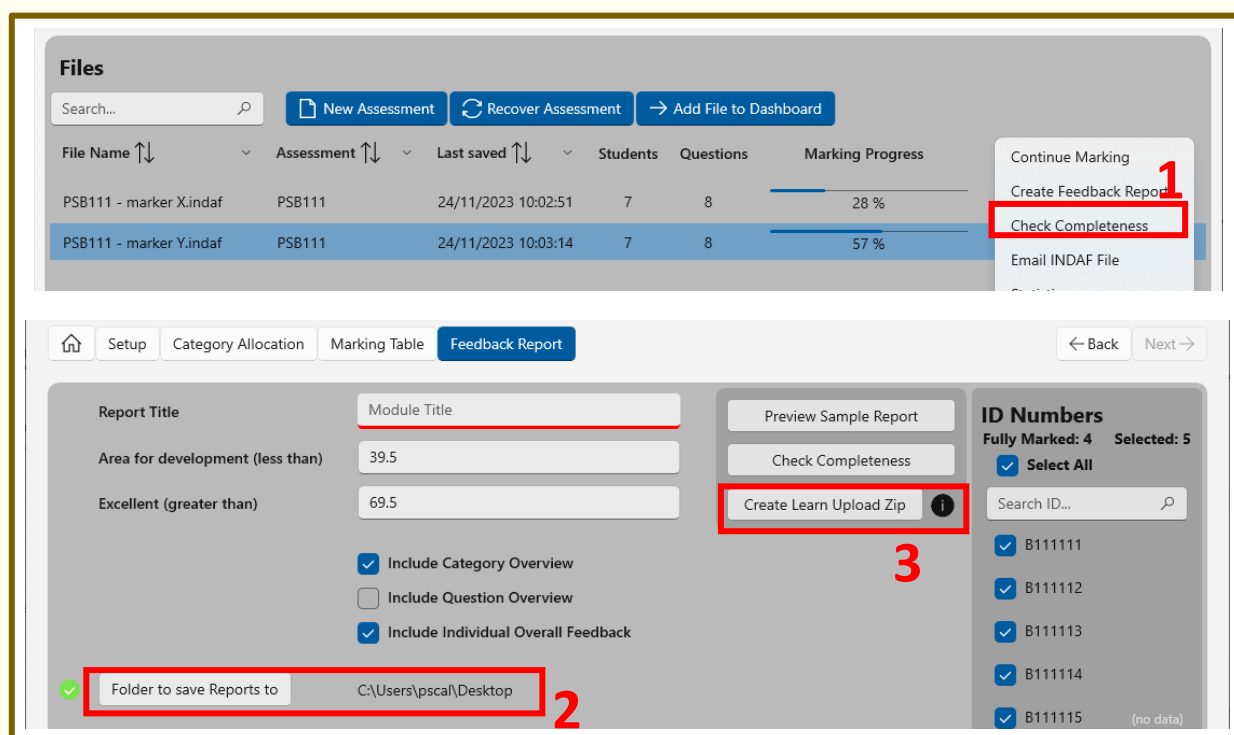 Files
Search...
New Assessment
Recover Assessment
Add File to Dashboard
File Name Assessment Last saved Students Questions Marking Progress
PSB111 - marker X.indaf PSB111 24/11/2023 10:02:51 7 8 28 %
PSB111 - marker Y.indaf PSB111 24/11/2023 10:03:14 7 8 57 %
Continue Marking
1
Create Feedback Report
Check Completeness
Email INDAF File
Setup Category Allocation Marking Table Feedback Report
Back Next
Report Title Module Title
Area for development (less than) 39.5
Excellent (greater than) 69.5
Include Category Overview
Include Question Overview
Include Individual Overall Feedback
Folder to save Reports to C:\Users\pscal\Desktop
2
Preview Sample Report
Check Completeness
Create Learn Upload Zip i
3
ID Numbers
Fully Marked: 4 Selected: 5
Select All
Search ID...
B111111
B111112
B111113
B111114
B111115 (no data)